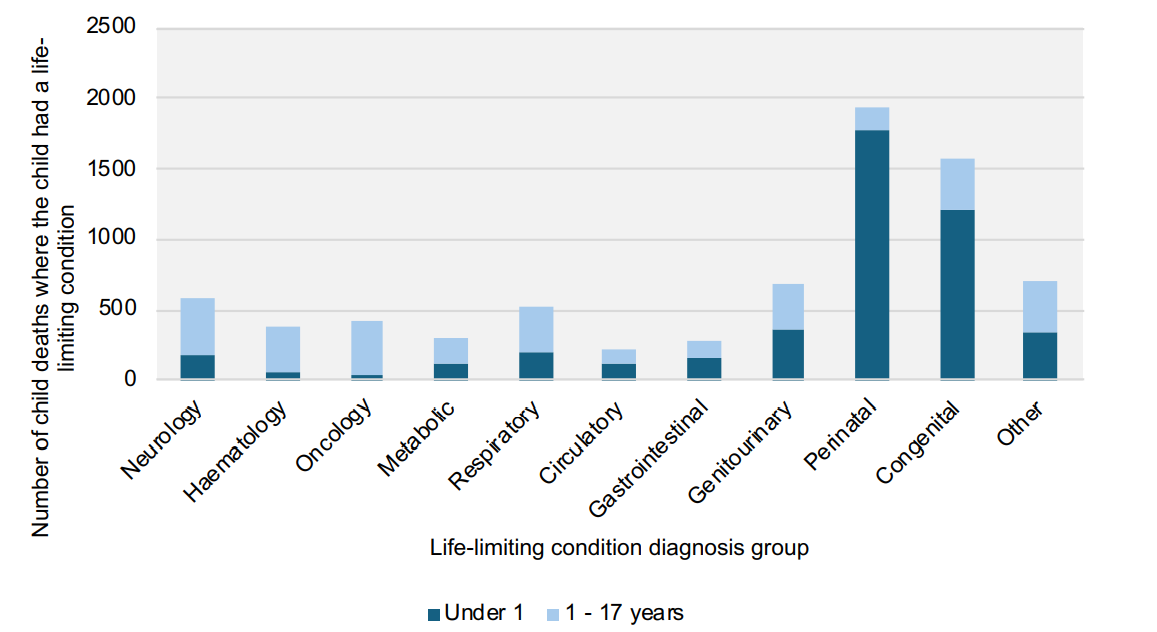 Number of child deaths where the child had a life-
limiting condition
2500
2000
1500
1000
500
0
Neurology
Haematology
Oncology
Metabolic
Respiratory
Circulatory
Gastrointestinal
Genitourinary
Perinatal
Congenital
Other
Life-limiting condition diagnosis group
Under 1
1 - 17 years